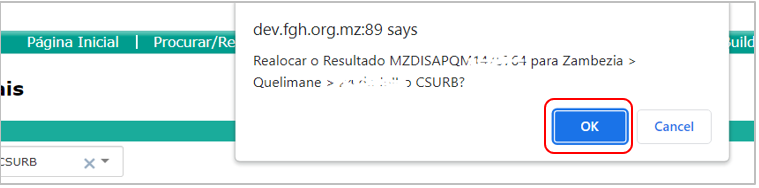 dev.fgh.org.mz:89 says
Página Inicial | Procurar/Re
Realocar o Resultado para Zambezia >
Quelimane > o CSURB?
ais
OK Cancel
CSURB